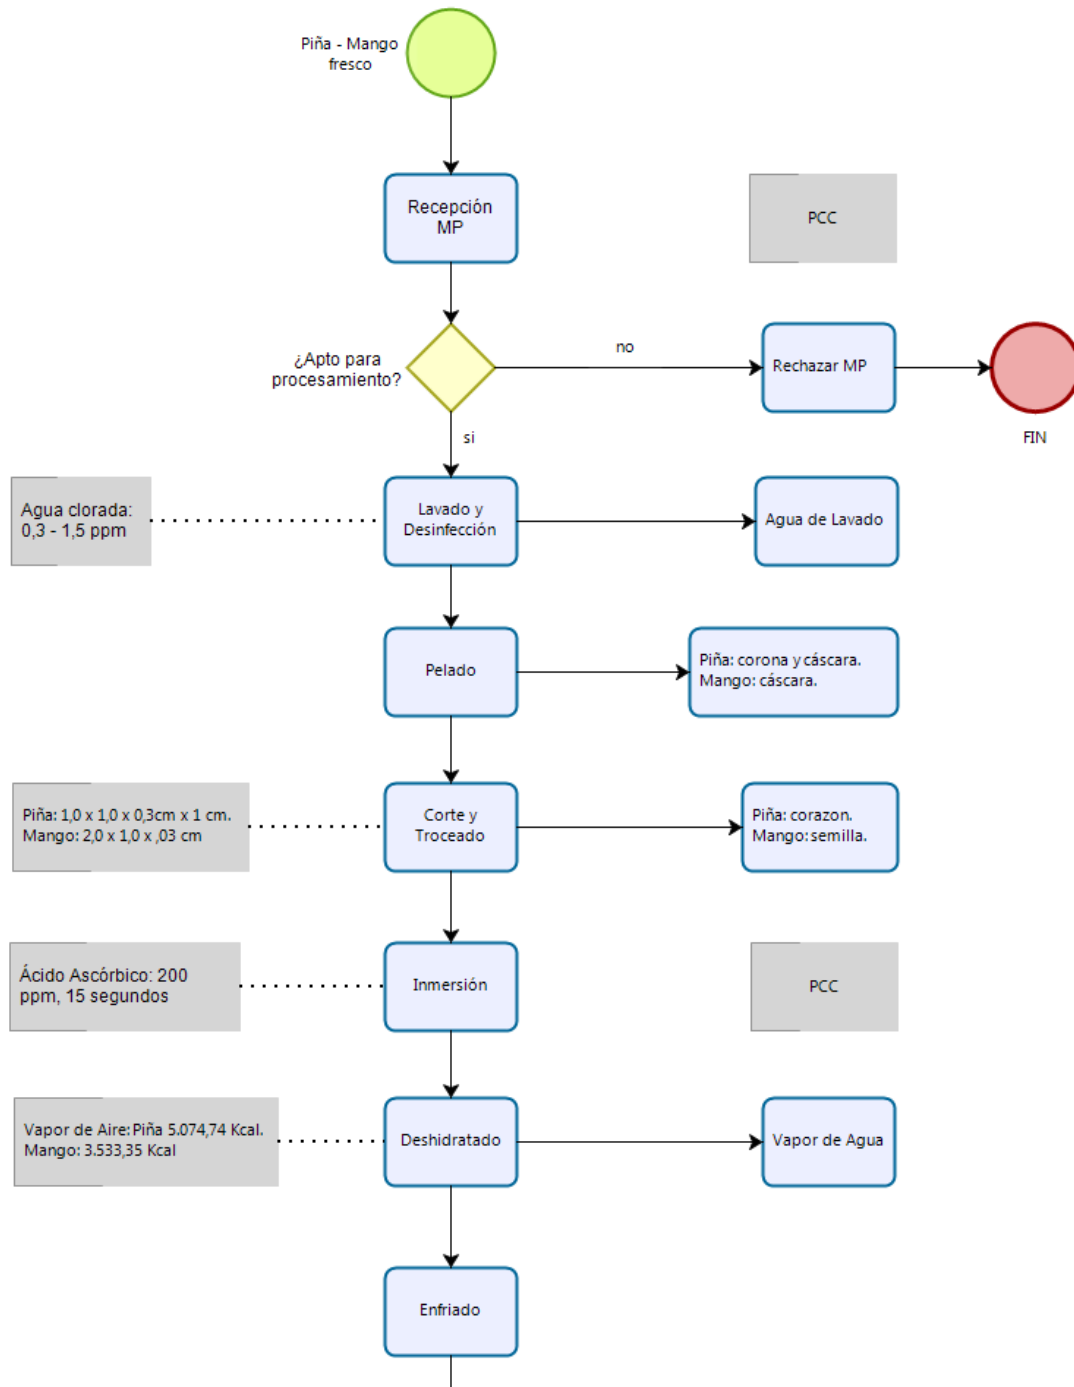 Piña - Mango
fresco
Recepción
MP
PCC
¿Apto para
procesamiento?
no
Rechazar MP
FIN
si
Agua clorada:
0,3 - 1,5 ppm
Lavado y
Desinfección
Agua de Lavado
Pelado
Piña: corona y cáscara.
Mango: cáscara.
Piña: 1,0 x 1,0 x 0,3cm x 1 cm.
Mango: 2,0 x 1,0 x ,03 cm
Corte y
Troceado
Piña: corazon.
Mango: semilla.
Ácido Ascórbico: 200
ppm, 15 segundos
Inmersión
PCC
Vapor de Aire: Piña 5.074,74 Kcal.
Mango: 3.533,35 Kcal
Deshidratado
Vapor de Agua
Enfriado